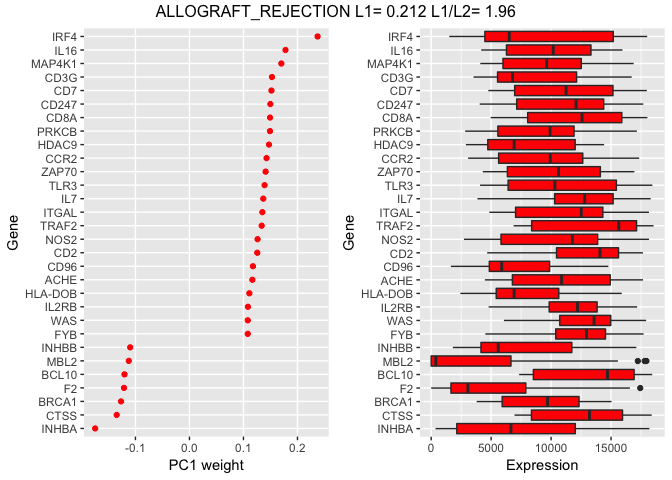 ALLOGRAFT_REJECTION L1= 0.212 L1/L2= 1.96
Gene
IRF4
IL16
MAP4K1
CD3G
CD7
CD247
CD8A
PRKCB
HDAC9
CCR2
ZAP70
TLR3
IL7
ITGAL
TRAF2
NOS2
CD2
CD96
ACHE
HLA-DOB
IL2RB
WAS
FYB
INHBB
MBL2
BCL10
F2
BRCA1
CTSS
INHBA
-0.1 0.0 0.1 0.2
PC1 weight
Gene
IRF4
IL16
MAP4K1
CD3G
CD7
CD247
CD8A
PRKCB
HDAC9
CCR2
ZAP70
TLR3
IL7
ITGAL
TRAF2
NOS2
CD2
CD96
ACHE
HLA-DOB
IL2RB
WAS
FYB
INHBB
MBL2
BCL10
F2
BRCA1
CTSS
INHBA
0 5000 10000 15000
Expression